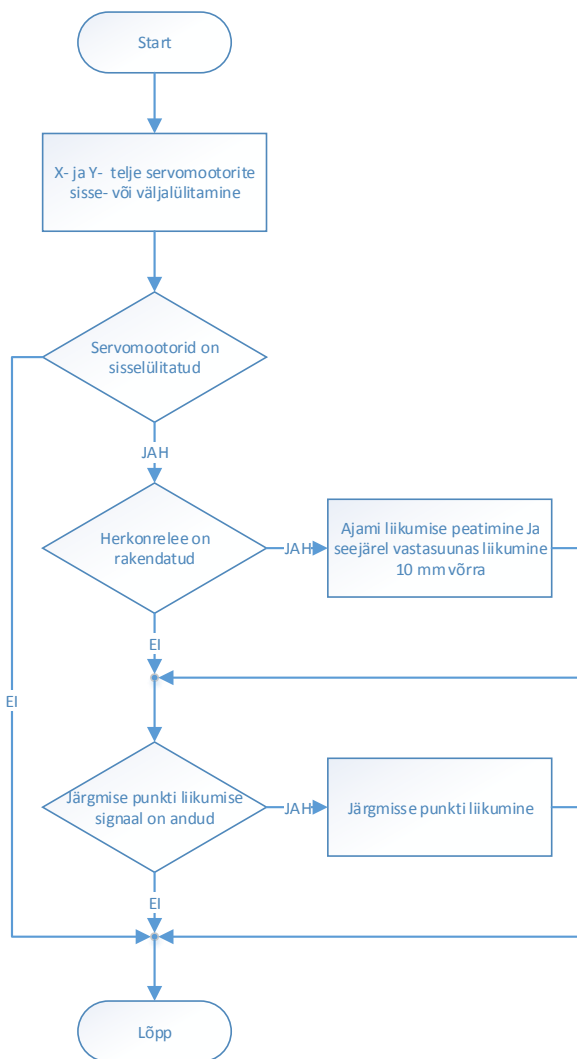 Start
X- ja Y- telje servomootorite
sisse- või väljalülitamine
Servomootorid on
sisselülitatud
JAH
Herkonrelee on
rakendatud
JAH
Ajami liikumise peatimine Ja
seejärel vastasuunas liikumine
10 mm võrra
EI
EI
Järgmise punkti liikumise
signaal on andud
JAH
Järgmisse punkti liikumine
EI
Lõpp